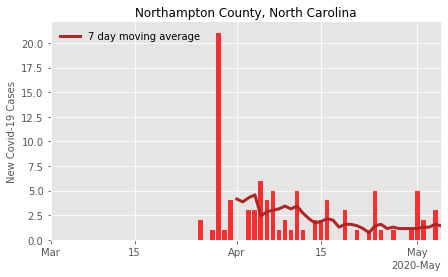 Northampton County, North Carolina
7 day moving average
New Covid-19 Cases
20.0
17.5
15.0
12.5
10.0
7.5
5.0
2.5
0.0
Mar
15
Apr
15
May
2020-May